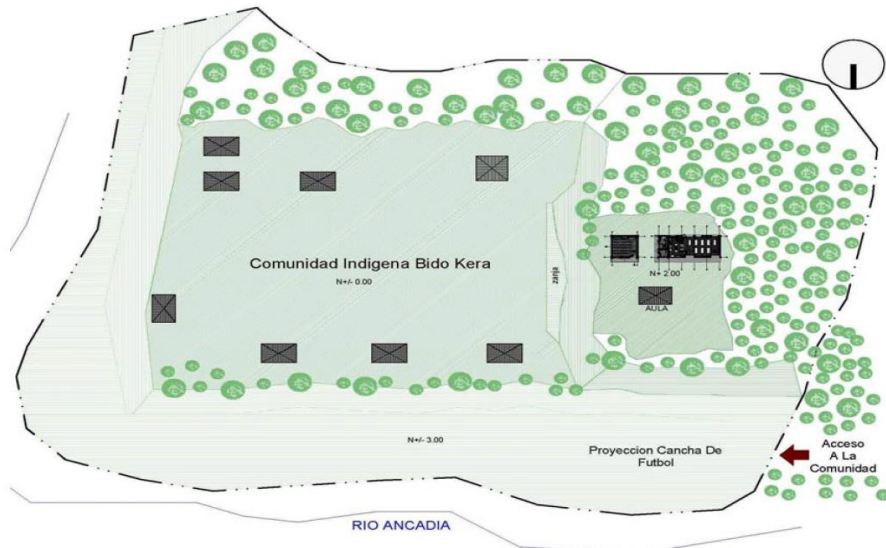 Comunidad Indigena Bido Kera
N+/- 0.00
zanja
N+ 2.00
AULA
N+/- 3.00
Proyeccion Cancha De
Futbol
Acceso
A La
Comunidad
RIO ANCADIA